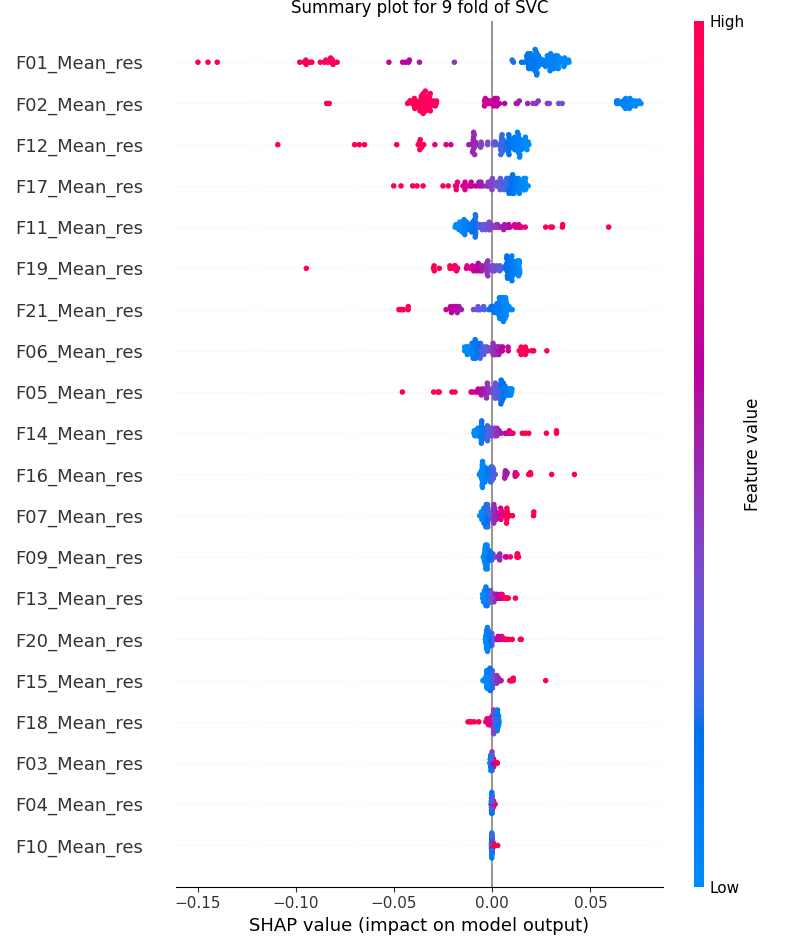 Summary plot for 9 fold of SVC
High
F01_Mean_res
F02_Mean_res
F12_Mean_res
F17_Mean_res
F11_Mean_res
F19_Mean_res
F21_Mean_res
F06_Mean_res
F05_Mean_res
F14_Mean_res
F16_Mean_res
F07_Mean_res
F09_Mean_res
F13_Mean_res
F20_Mean_res
F15_Mean_res
F18_Mean_res
F03_Mean_res
F04_Mean_res
F10_Mean_res
Feature value
Low
−0.15 −0.10 −0.05 0.00 0.05
SHAP value (impact on model output)